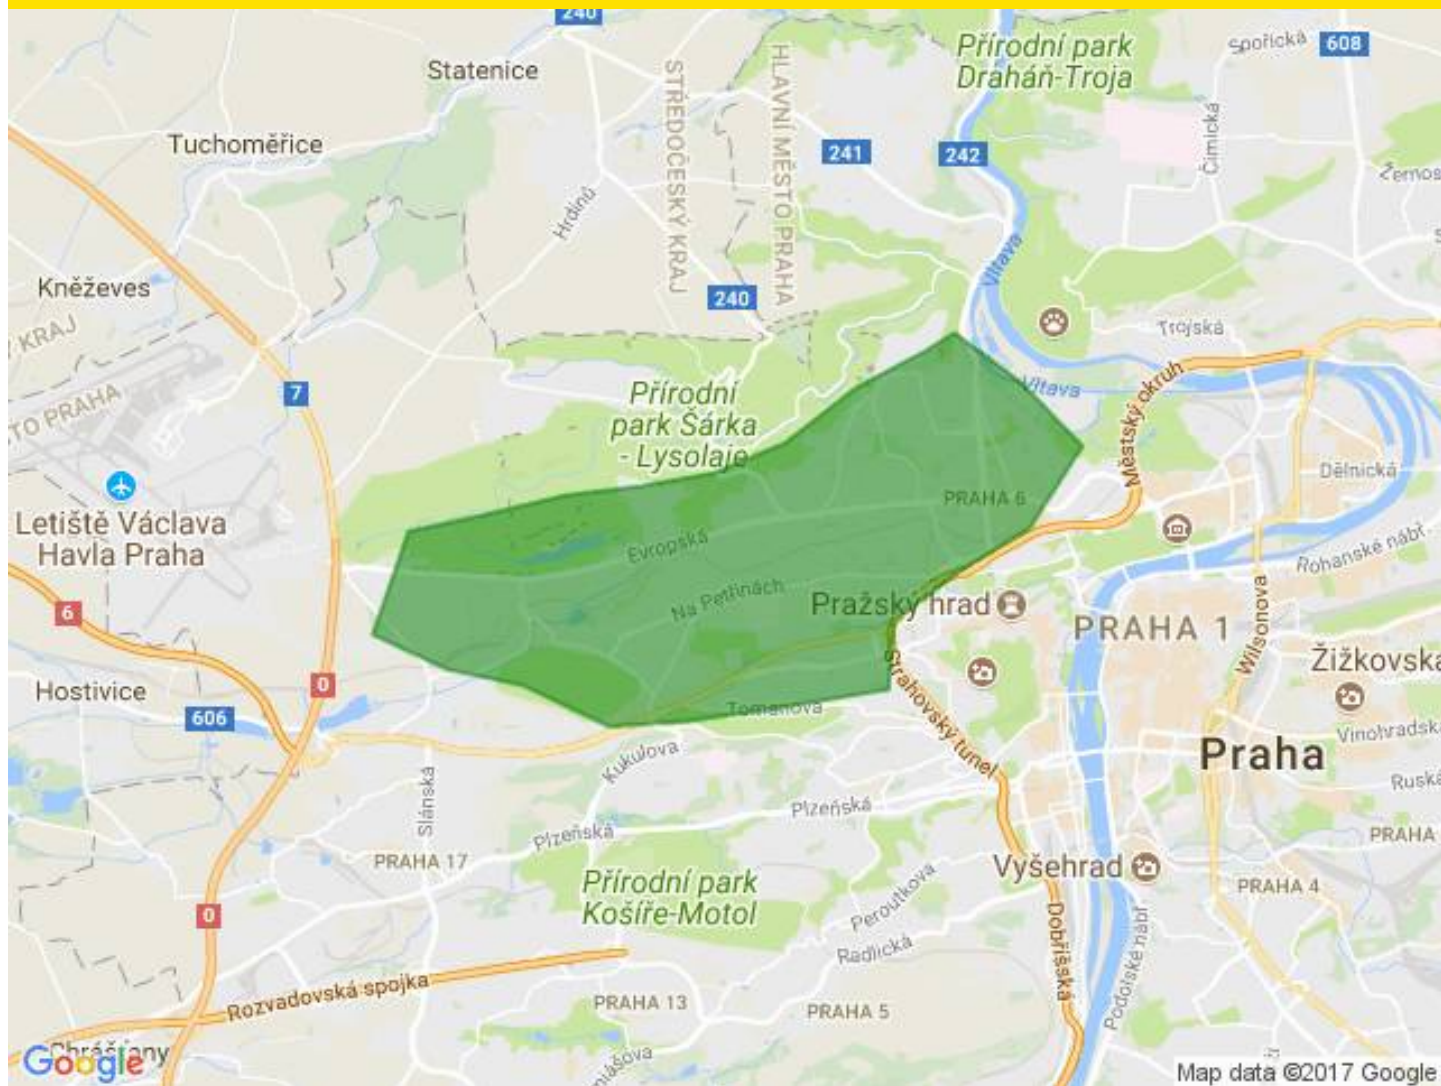 240
Přírodní park
Draháň-Troja
Spořická
608
Statenice
STŘEDOČESKÝ KRAJ
HLAVNÍ MĚSTO PRAHA
Tuchoměřice
241
242
Čimická
Hrdinů
Vltava
Kněževes
240
KRAJ
Trojská
7
TO PRAHA
Přírodní
park Šárka
- Lysolaje
Vltava
Městský okruh
Dělnická
PRAHA 6
Letiště Václava
Havla Praha
Evropská
Rohanské nábř.
Na Petřinách
6
Pražský hrad
PRAHA 1
Wilsonova
Žižkovska
Hostivice
0
606
Strahovský tunel
Tomanova
Praha
Vinohradská
Kukulova
Ruská
Slánská
Plzeňská
Plzeňská
PRAHA
PRAHA 17
Vyšehrad
PRAHA 4
Přírodní park
Košíře-Motol
Peroutkova
0
Dobříšská
Podolské nábř
Radlická
Rozvadovská spojka
PRAHA 13
PRAHA 5
Google
Map data ©2017 Google